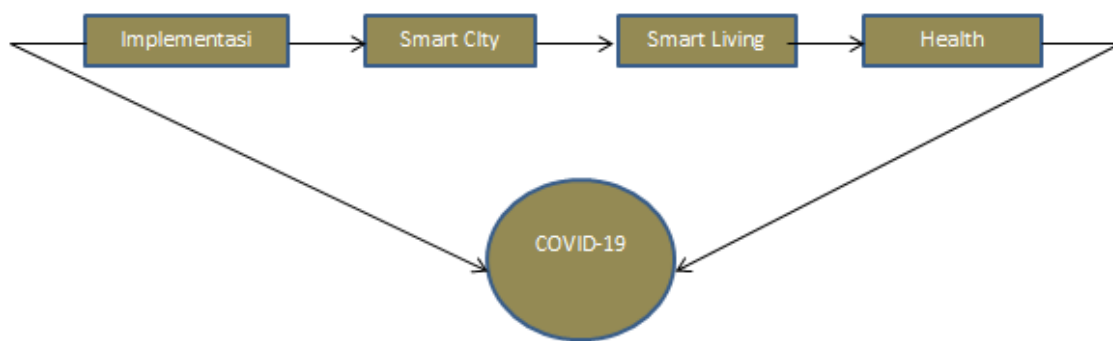 Implementasi
Smart CIty
Smart Living
Health
COVID-19